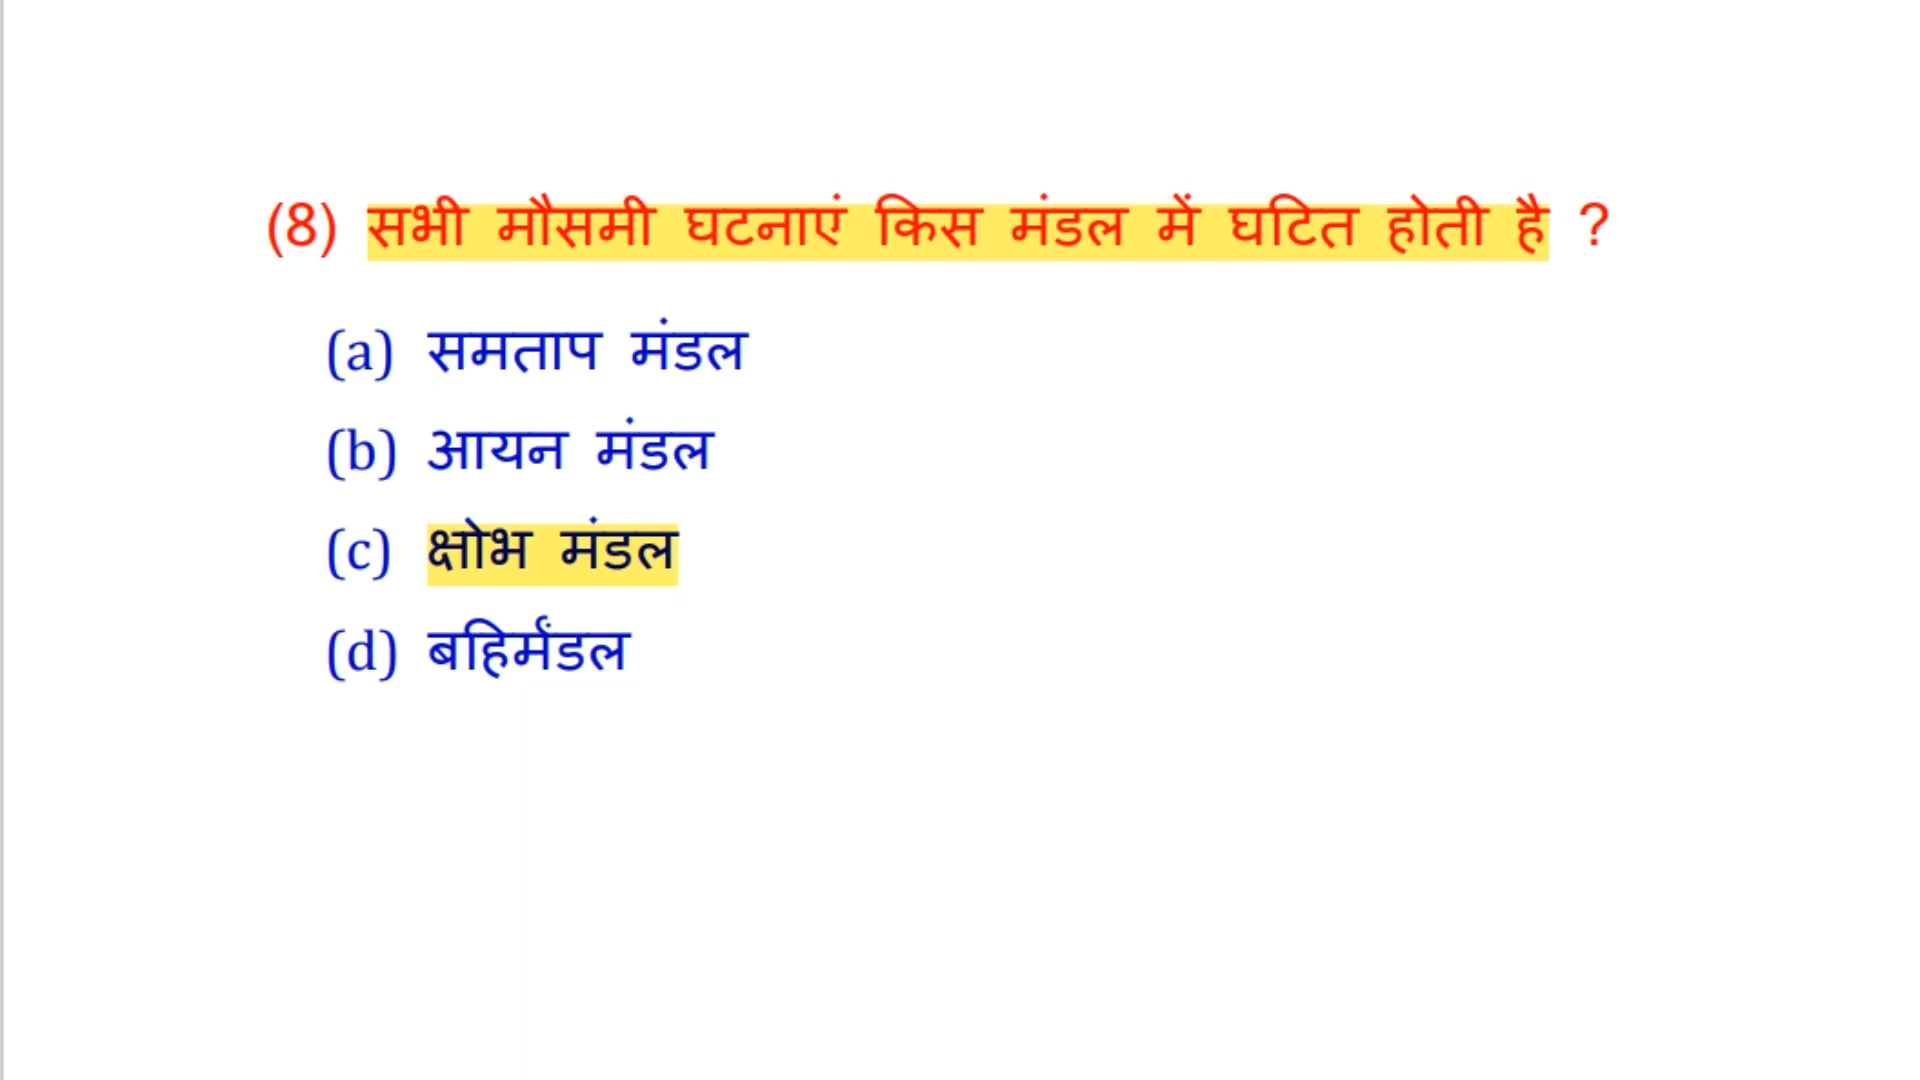 (8) सभी मौसमी घटनाएं किस मंडल में घटित होती है ?
(a) समताप मंडल
(b) आयन मंडल
(c) क्षोभ मंडल
(d) बहिर्मंडल